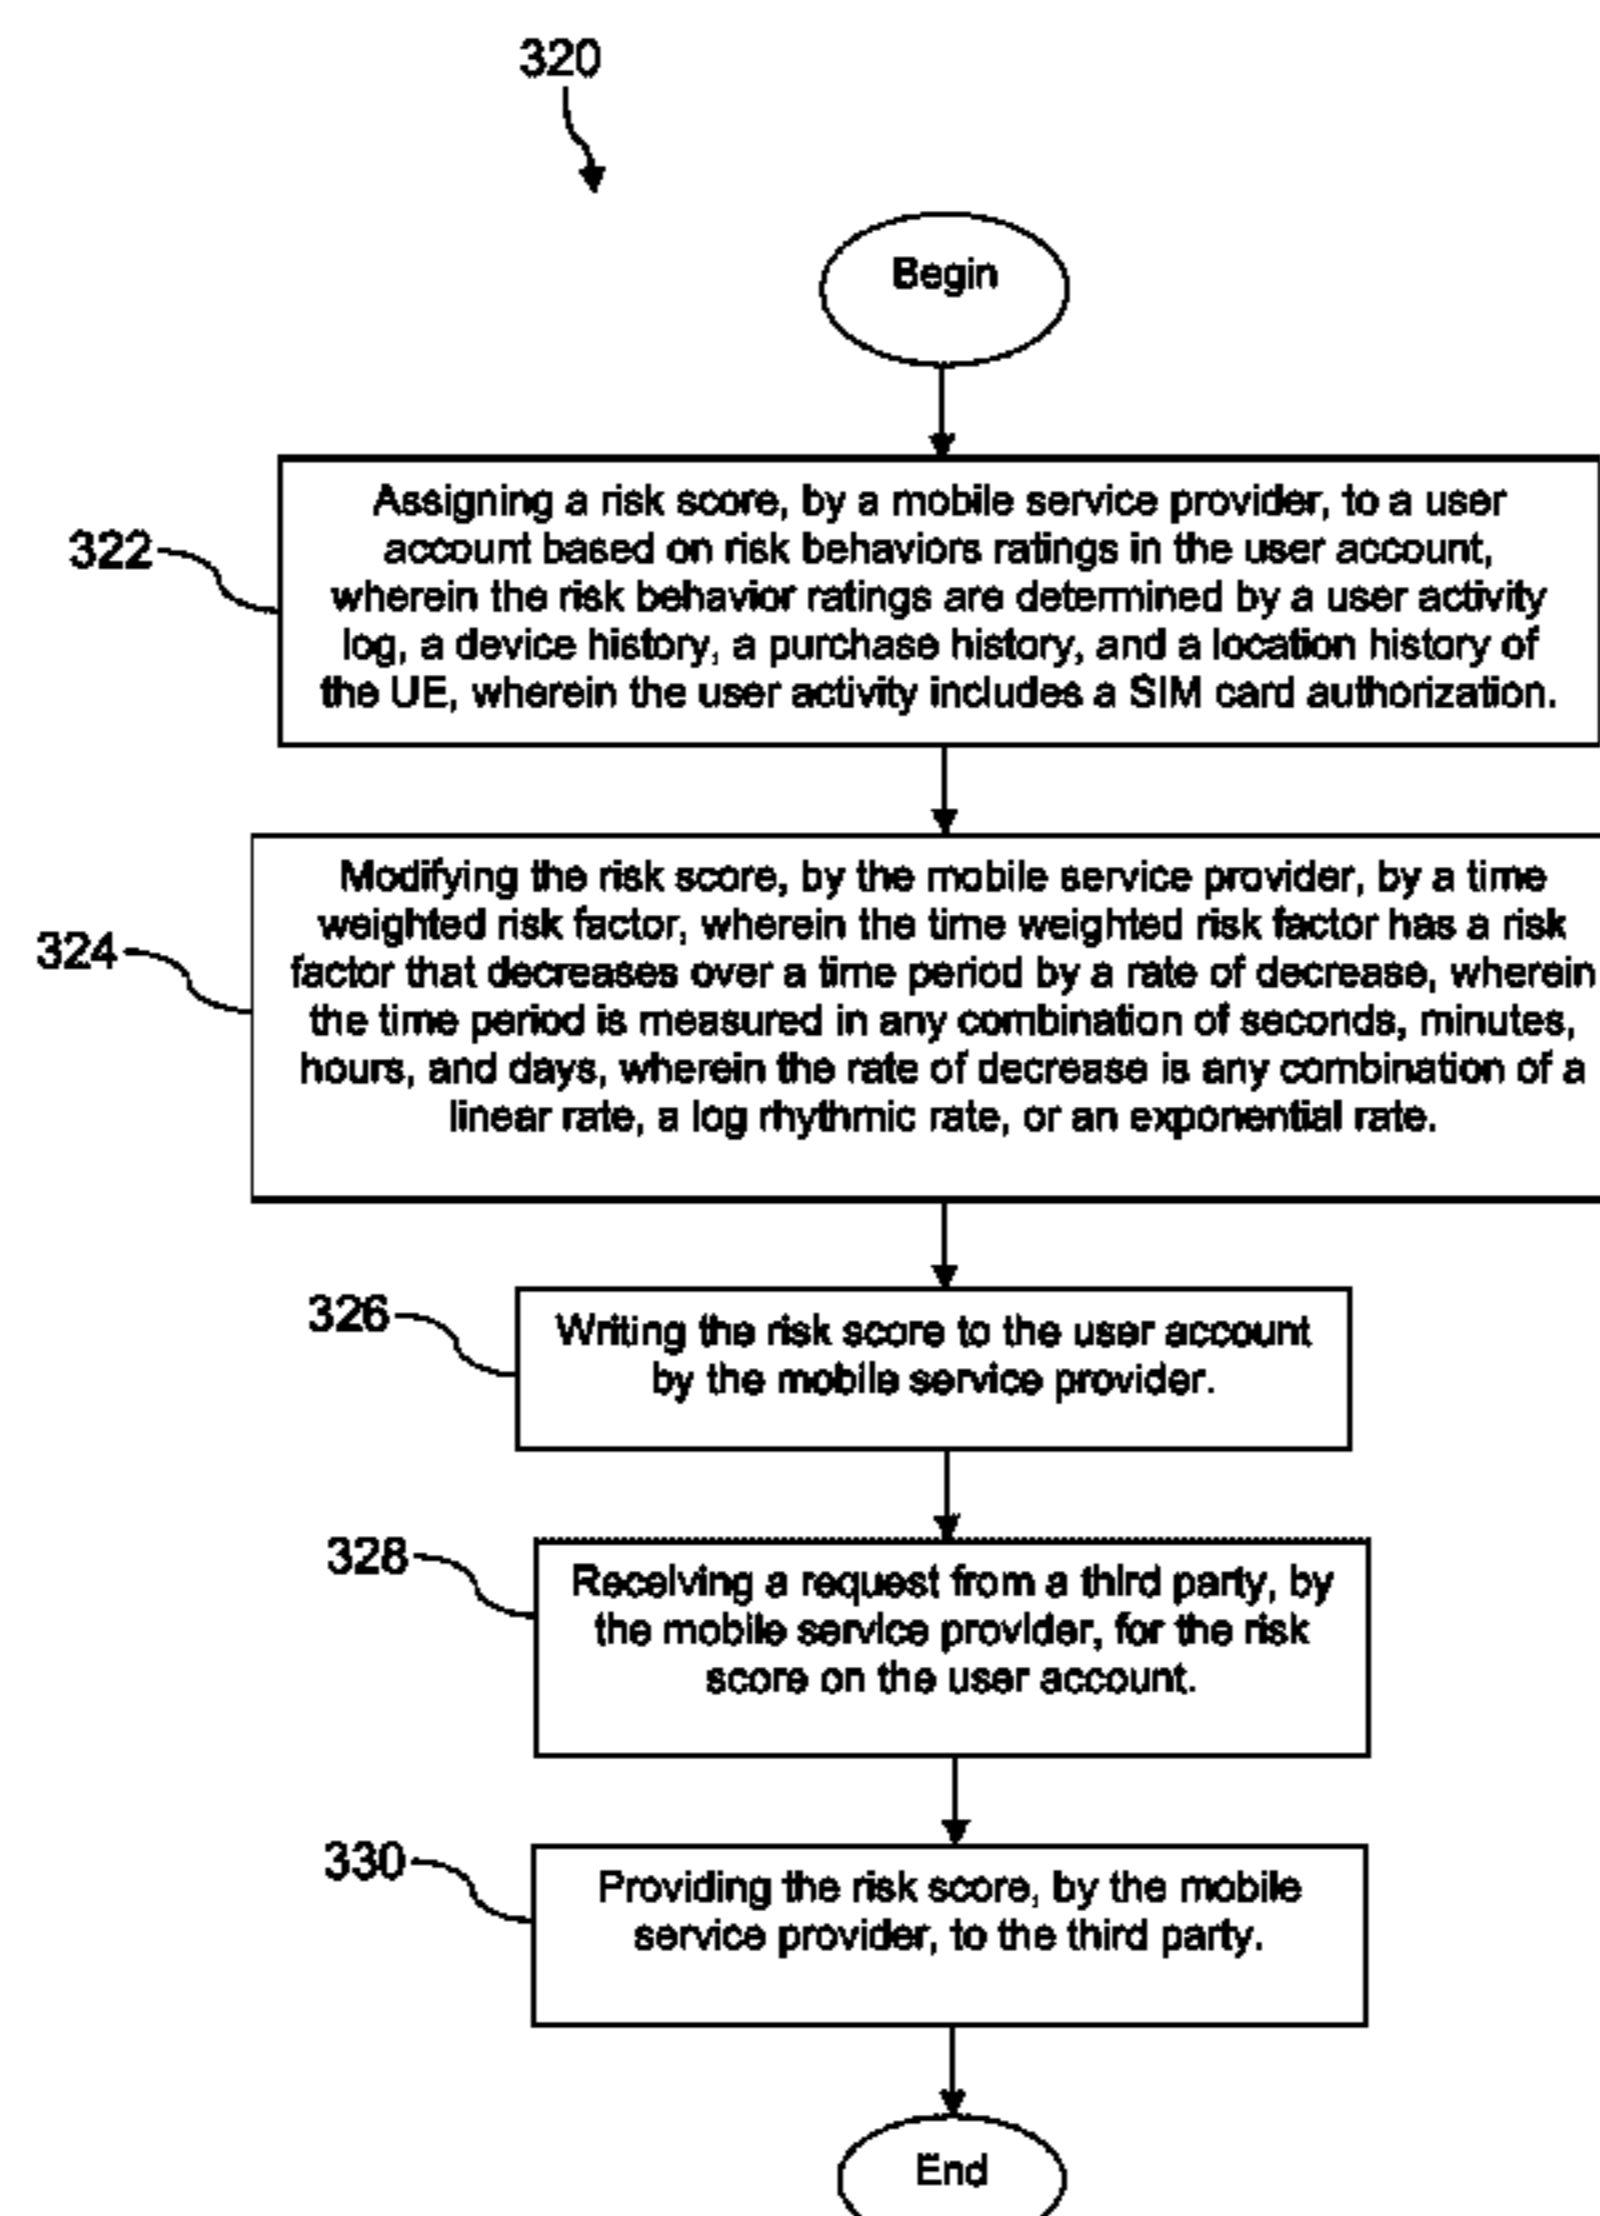 320
Begin
322
Assigning a risk score, by a mobile service provider, to a user
account based on risk behaviors ratings in the user account,
wherein the risk behavior ratings are determined by a user activity
log, a device history, a purchase history, and a location history of
the UE, wherein the user activity includes a SIM card authorization.
324
Modifying the risk score, by the mobile service provider, by a time
weighted risk factor, wherein the time weighted risk factor has a risk
factor that decreases over a time period by a rate of decrease, wherein
the time period is measured in any combination of seconds, minutes,
hours, and days, wherein the rate of decrease is any combination of a
linear rate, a log rhythmic rate, or an exponential rate.
326
Writing the risk score to the user account
by the mobile service provider.
328
Receiving a request from a third party, by
the mobile service provider, for the risk
score on the user account.
330
Providing the risk score, by the mobile
service provider, to the third party.
End